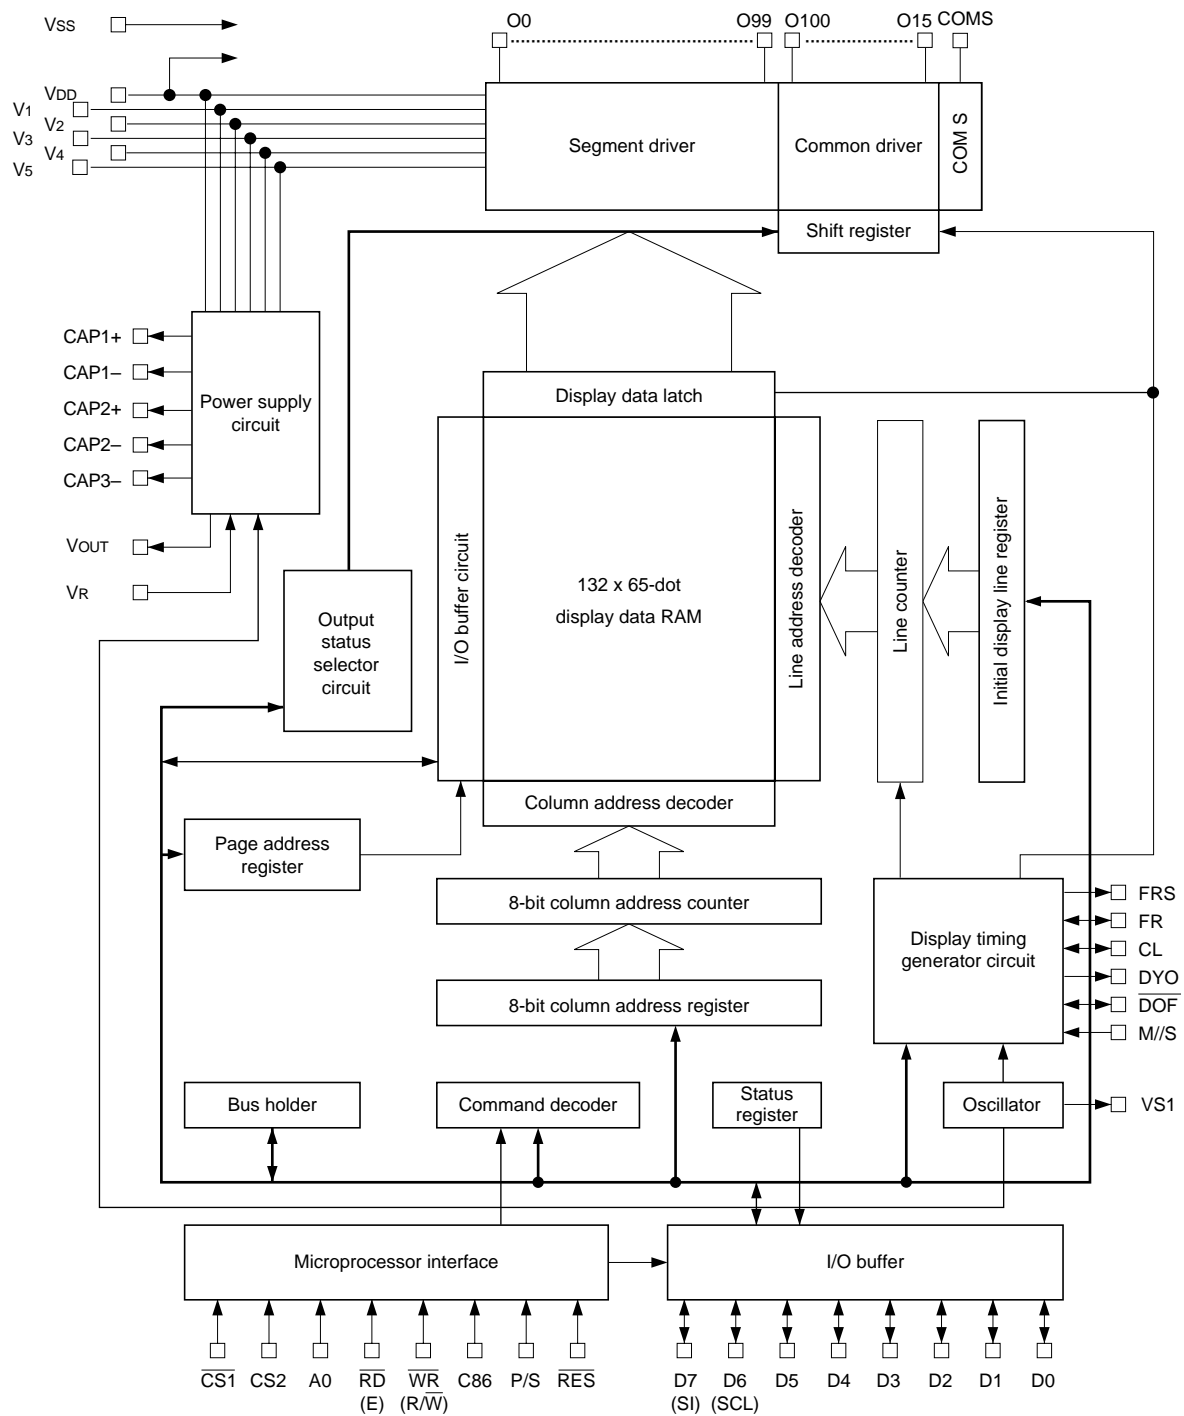 O0 O99 O100 O15 COMS
VSS
VDD
V1
V2
V3
V4
V5
Segment driver
Common driver
COM S
Shift register
CAP1+
CAP1–
CAP2+
CAP2–
CAP3–
Power supply
circuit
VOUT
VR
Display data latch
I/O buffer circuit
132 x 65-dot
display data RAM
Line address decoder
Line counter
Initial display line register
Output
status
selector
circuit
Column address decoder
Page address
register
8-bit column address counter
8-bit column address register
Display timing
generator circuit
FRS
FR
CL
DYO
DOF
M//S
Bus holder
Command decoder
Status
register
Oscillator
VS1
Microprocessor interface
I/O buffer
CS1 CS2 A0 RD WR C86 P/S RES D7 D6 D5 D4 D3 D2 D1 D0
(E) (R/W) (SI) (SCL)